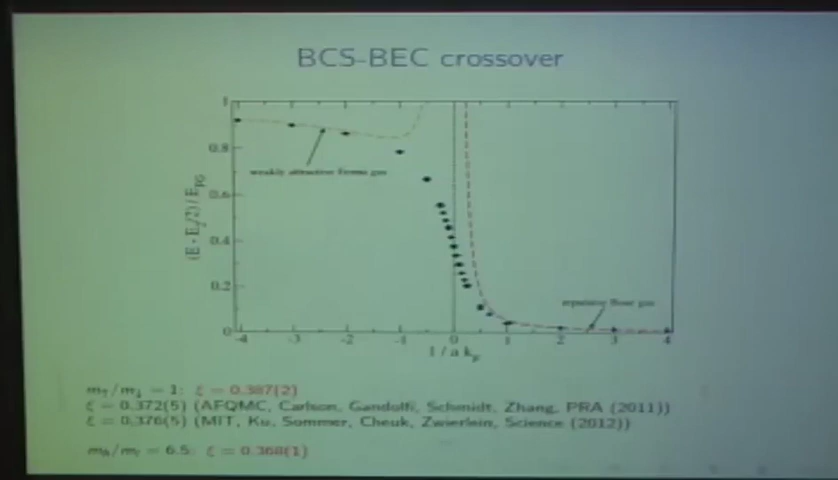 BCS-BEC crossover
weakly attractive Fermi gas
repulsive Bose gas
(E - E₂/2) / E_FG
0.8
0.6
0.4
0.2
0
-4 -3 -2 -1 0 1 2 3 4
1 / a k_F
m↑/m↓ = 1: ξ = 0.387(2)
ξ = 0.372(5) (AFQMC, Carlson, Gandolfi, Schmidt, Zhang, PRA (2011))
ξ = 0.376(5) (MIT, Ku, Sommer, Cheuk, Zwierlein, Science (2012))
m_h/m_l = 6.5: ξ = 0.368(1)